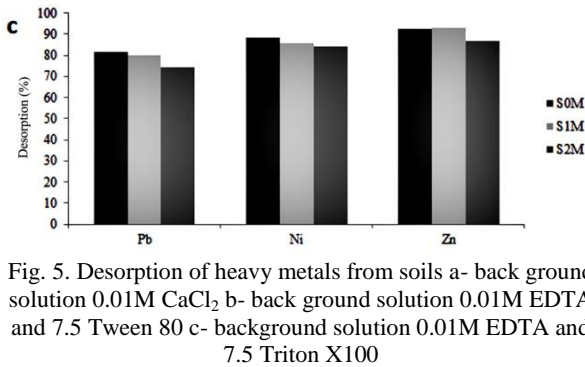 c
100
90
80
70
60
50
40
30
20
10
0
Desorption (%)
Pb Ni Zn
■ S0M
■ S1M
■ S2M
Fig. 5. Desorption of heavy metals from soils a- back ground
solution 0.01M CaCl₂ b- back ground solution 0.01M EDTA
and 7.5 Tween 80 c- background solution 0.01M EDTA and
7.5 Triton X100